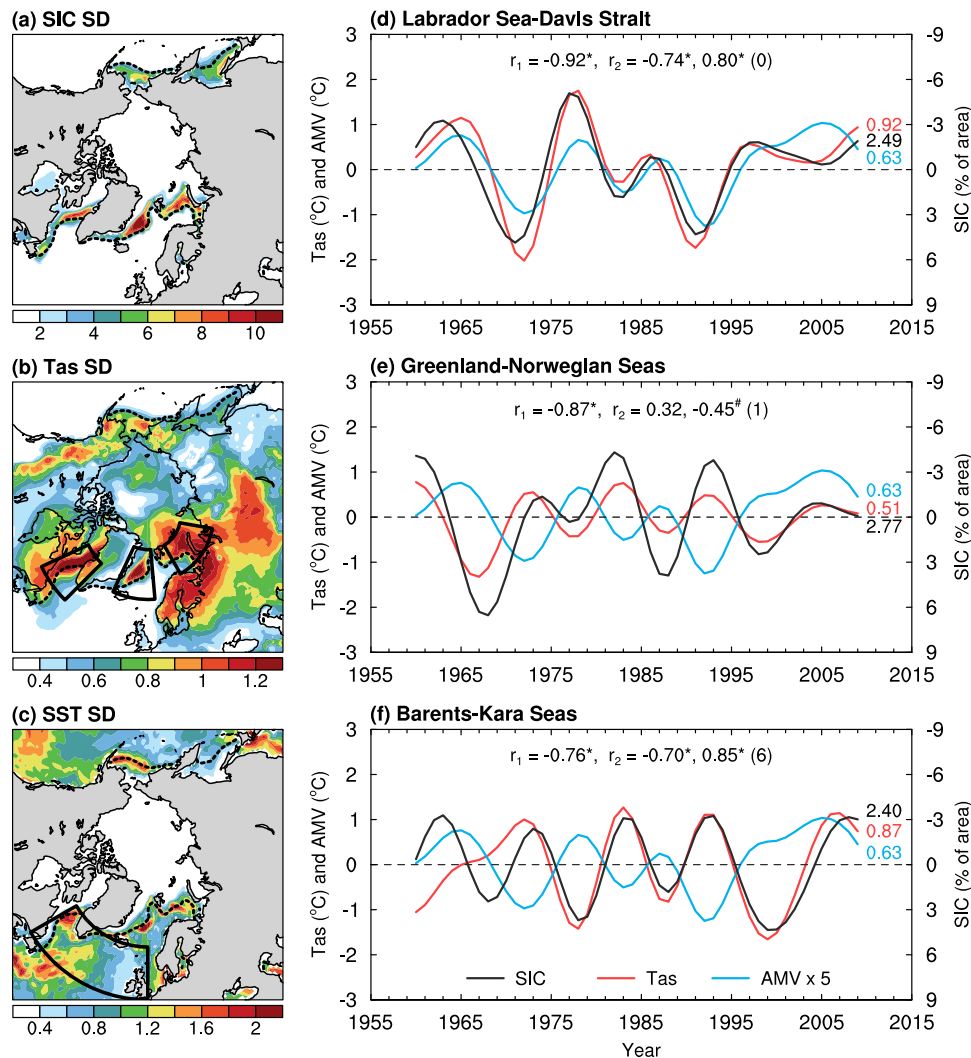 (a) SIC SD
2 4 6 8 10
(b) Tas SD
0.4 0.6 0.8 1 1.2
(c) SST SD
0.4 0.8 1.2 1.6 2
(d) Labrador Sea-DavIs StraIt
r1 = -0.92*, r2 = -0.74*, 0.80* (0)
Tas (°C) and AMV (°C)
3
2
1
0
-1
-2
-3
-9
-6
-3
0
3
6
9
SIC (% of area)
0.92
2.49
0.63
1955 1965 1975 1985 1995 2005 2015
(e) Greenland-NorwegIan Seas
r1 = -0.87*, r2 = 0.32, -0.45# (1)
Tas (°C) and AMV (°C)
3
2
1
0
-1
-2
-3
-9
-6
-3
0
3
6
9
SIC (% of area)
0.63
0.51
2.77
1955 1965 1975 1985 1995 2005 2015
(f) Barents-Kara Seas
r1 = -0.76*, r2 = -0.70*, 0.85* (6)
Tas (°C) and AMV (°C)
3
2
1
0
-1
-2
-3
-9
-6
-3
0
3
6
9
SIC (% of area)
2.40
0.87
0.63
SIC Tas AMV x 5
1955 1965 1975 1985 1995 2005 2015
Year